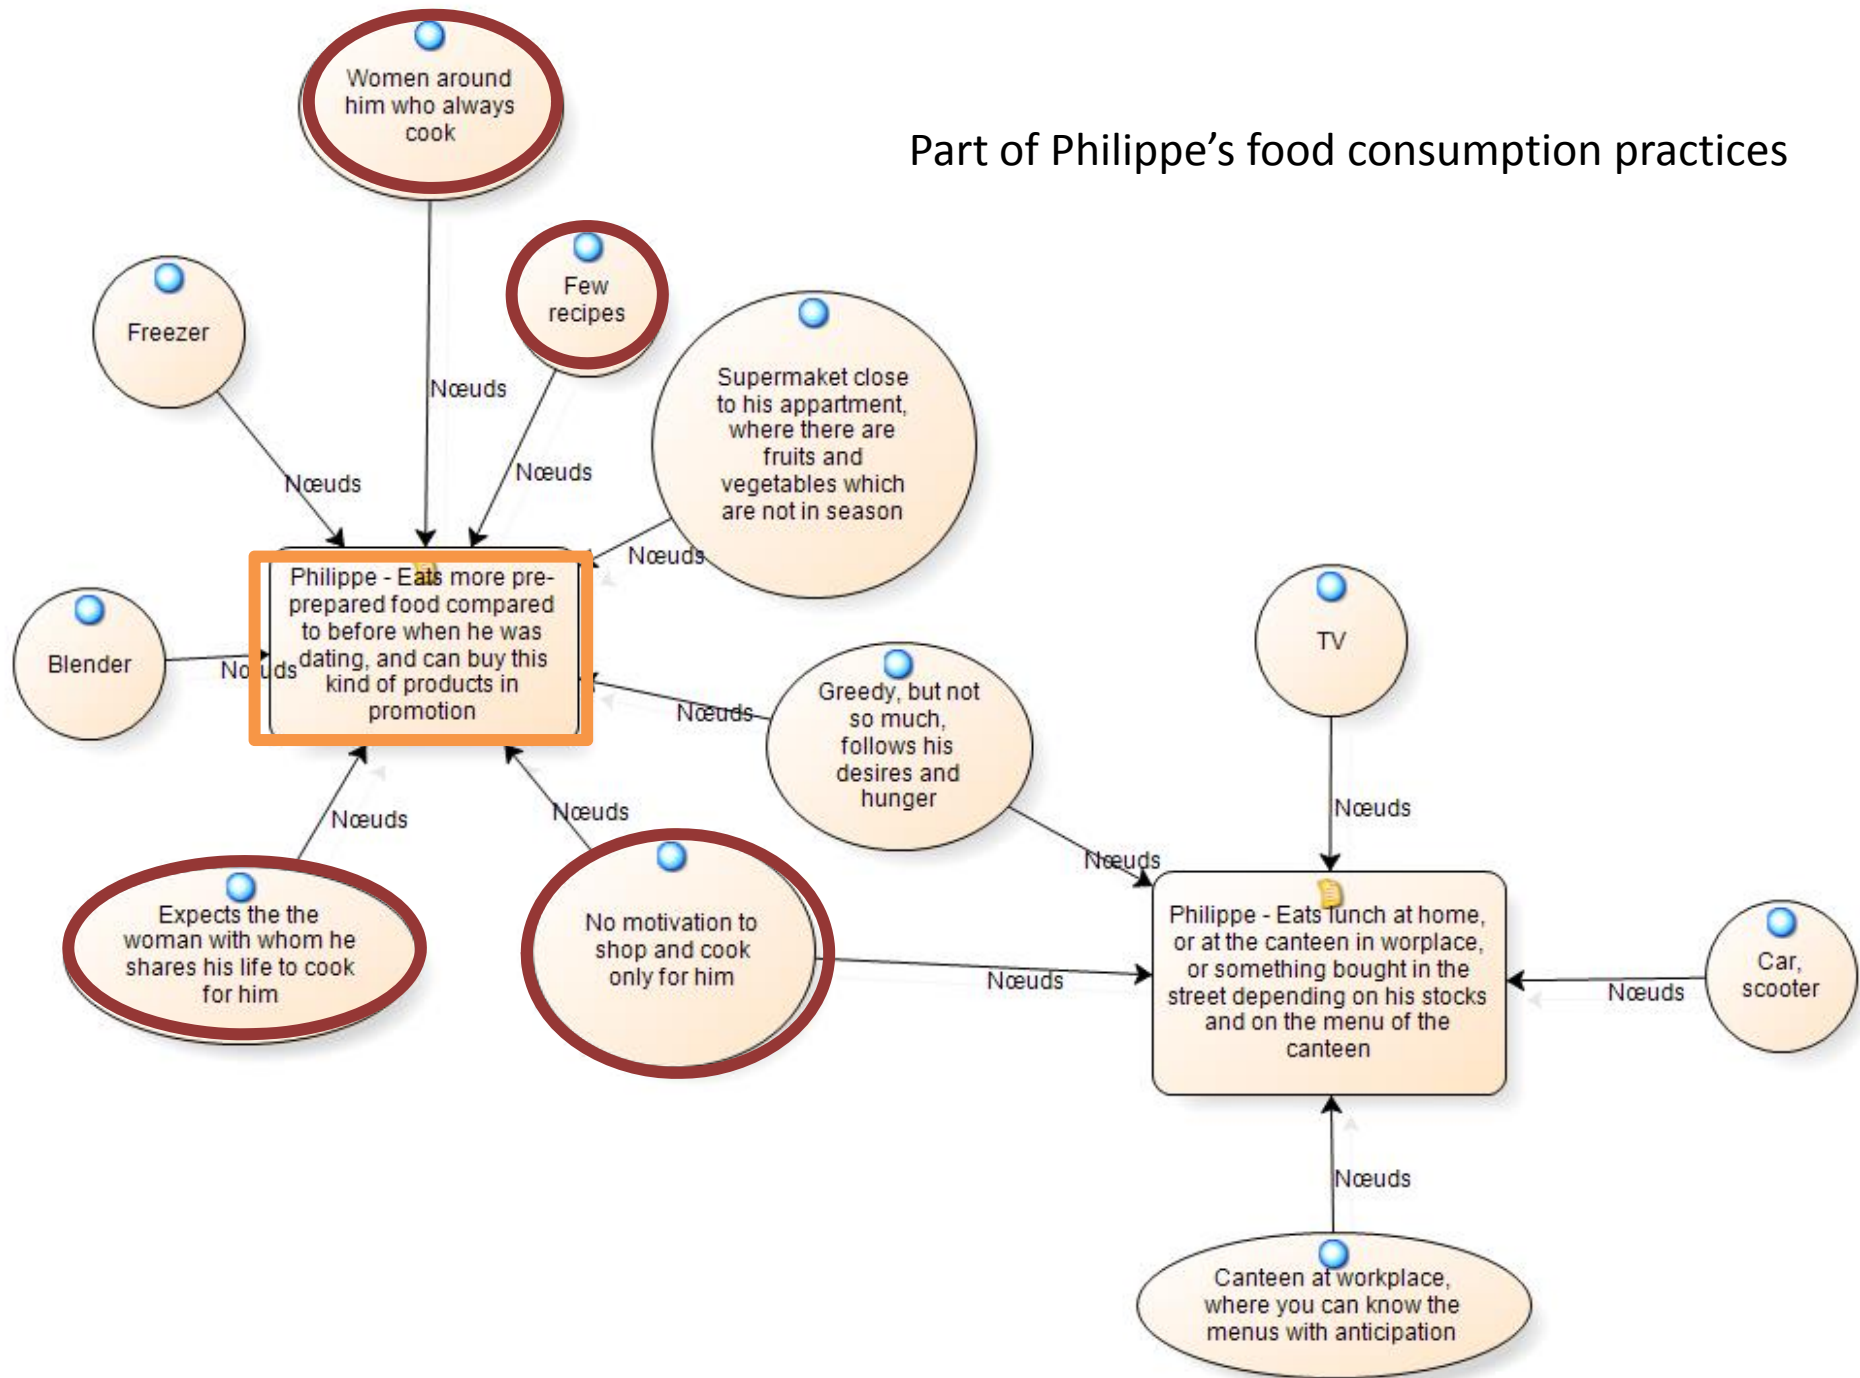 Women around
him who always
cook
Part of Philippe’s food consumption practices
Few
recipes
Freezer
Nœuds
Supermaket close
to his appartment,
where there are
fruits and
vegetables which
are not in season
Nœuds
Nœuds
Nœuds
Philippe - Eats more pre-
prepared food compared
to before when he was
dating, and can buy this
kind of products in
promotion
Blender
Nœuds
TV
Greedy, but not
so much,
follows his
desires and
hunger
Nœuds
Nœuds
Nœuds
Nœuds
Nœuds
Expects the the
woman with whom he
shares his life to cook
for him
No motivation to
shop and cook
only for him
Nœuds
Philippe - Eats lunch at home,
or at the canteen in worplace,
or something bought in the
street depending on his stocks
and on the menu of the
canteen
Nœuds
Car,
scooter
Nœuds
Canteen at workplace,
where you can know the
menus with anticipation